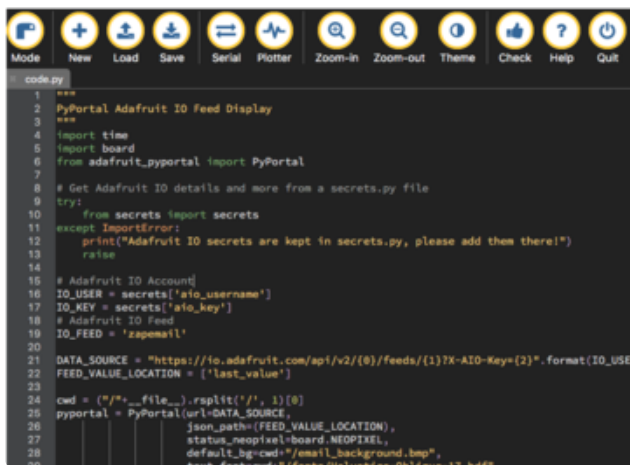 Mode New Load Save Serial Plotter Zoom-in Zoom-out Theme Check Help Quit
code.py
1 """
2 PyPortal Adafruit IO Feed Display
3 """
4 import time
5 import board
6 from adafruit_pyportal import PyPortal
7
8 # Get Adafruit IO details and more from a secrets.py file
9 try:
10     from secrets import secrets
11 except ImportError:
12     print("Adafruit IO secrets are kept in secrets.py, please add them there!")
13     raise
14
15 # Adafruit IO Account
16 IO_USER = secrets['aio_username']
17 IO_KEY = secrets['aio_key']
18 # Adafruit IO Feed
19 IO_FEED = 'zapemail'
20
21 DATA_SOURCE = "https://io.adafruit.com/api/v2/{0}/feeds/{1}?X-AIO-Key={2}".format(IO_USE
22 FEED_VALUE_LOCATION = ['last_value']
23
24 cwd = ("/"+__file__).rsplit('/', 1)[0]
25 pyportal = PyPortal(url=DATA_SOURCE,
26                     json_path=(FEED_VALUE_LOCATION),
27                     status_neopixel=board.NEOPIXEL,
28                     default_bg=cwd+"/email_background.bmp",